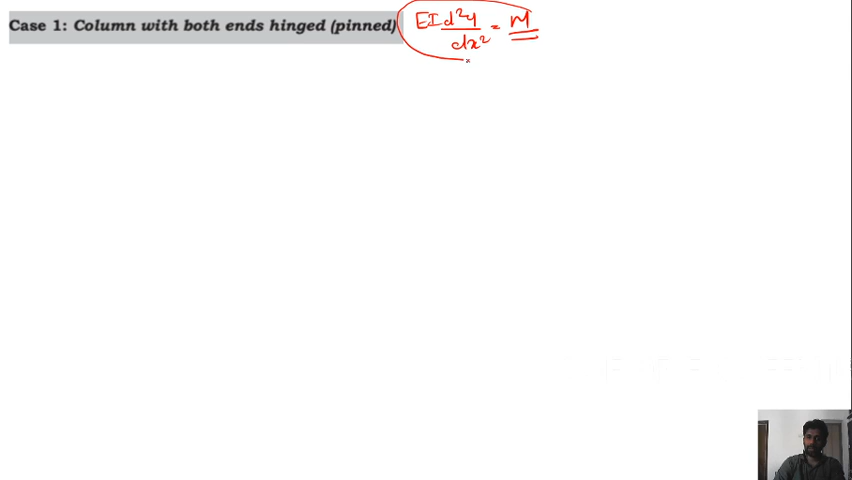 Case 1: Column with both ends hinged (pinned)
EI d²y/dx² = M